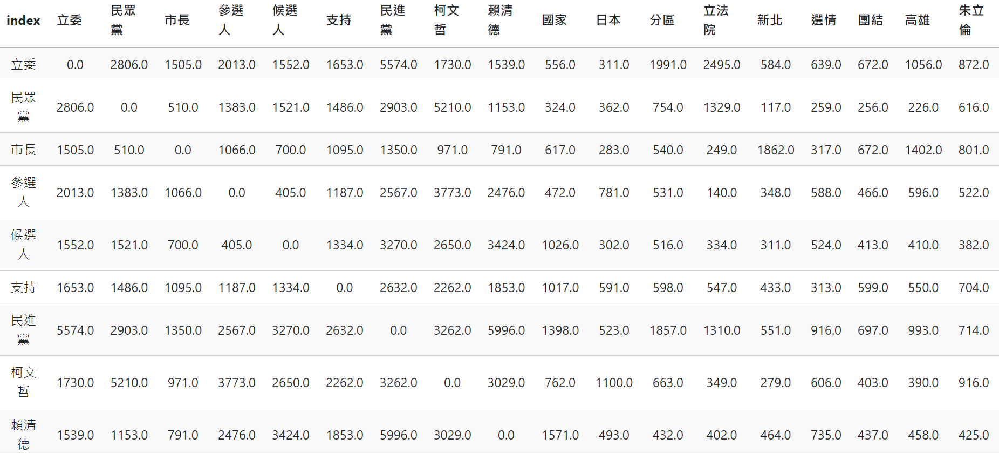 index 立委 民眾黨 市長 參選人 候選人 支持 民進黨 柯文哲 賴清德 國家 日本 分區 立法院 新北 選情 團結 高雄 朱立倫
立委 0.0 2806.0 1505.0 2013.0 1552.0 1653.0 5574.0 1730.0 1539.0 556.0 311.0 1991.0 2495.0 584.0 639.0 672.0 1056.0 872.0
民眾黨 2806.0 0.0 510.0 1383.0 1521.0 1486.0 2903.0 5210.0 1153.0 324.0 362.0 754.0 1329.0 117.0 259.0 256.0 226.0 616.0
市長 1505.0 510.0 0.0 1066.0 700.0 1095.0 1350.0 971.0 791.0 617.0 283.0 540.0 249.0 1862.0 317.0 672.0 1402.0 801.0
參選人 2013.0 1383.0 1066.0 0.0 405.0 1187.0 2567.0 3773.0 2476.0 472.0 781.0 531.0 140.0 348.0 588.0 466.0 596.0 522.0
候選人 1552.0 1521.0 700.0 405.0 0.0 1334.0 3270.0 2650.0 3424.0 1026.0 302.0 516.0 334.0 311.0 524.0 413.0 410.0 382.0
支持 1653.0 1486.0 1095.0 1187.0 1334.0 0.0 2632.0 2262.0 1853.0 1017.0 591.0 598.0 547.0 433.0 313.0 599.0 550.0 704.0
民進黨 5574.0 2903.0 1350.0 2567.0 3270.0 2632.0 0.0 3262.0 5996.0 1398.0 523.0 1857.0 1310.0 551.0 916.0 697.0 993.0 714.0
柯文哲 1730.0 5210.0 971.0 3773.0 2650.0 2262.0 3262.0 0.0 3029.0 762.0 1100.0 663.0 349.0 279.0 606.0 403.0 390.0 916.0
賴清德 1539.0 1153.0 791.0 2476.0 3424.0 1853.0 5996.0 3029.0 0.0 1571.0 493.0 432.0 402.0 464.0 735.0 437.0 458.0 425.0